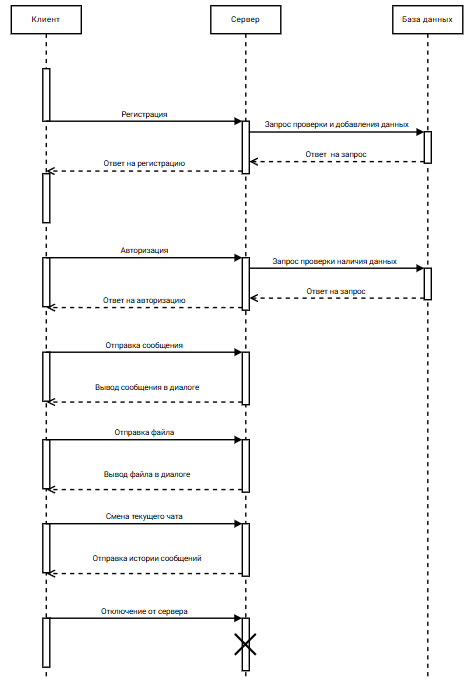 Клиент
Сервер
База данных
Регистрация
Запрос проверки и добавления данных
Ответ на запрос
Ответ на регистрацию
Авторизация
Запрос проверки наличия данных
Ответ на запрос
Ответ на авторизацию
Отправка сообщения
Вывод сообщения в диалоге
Отправка файла
Вывод файла в диалоге
Смена текущего чата
Отправка истории сообщений
Отключение от сервера